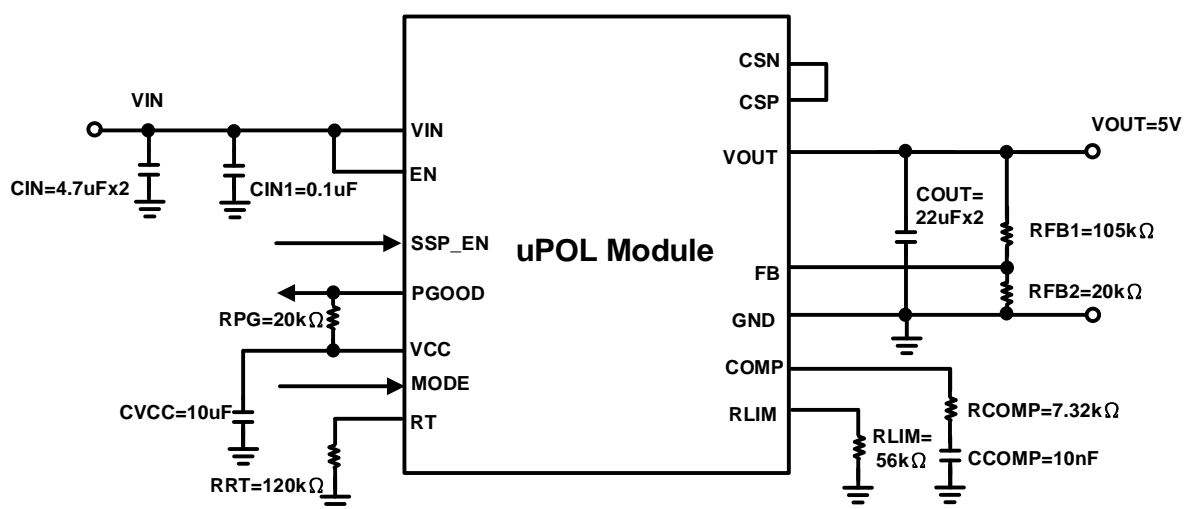 VIN
CIN=4.7uFx2
CIN1=0.1uF
VIN
EN
SSP_EN
PGOOD
RPG=20kΩ
VCC
MODE
CVCC=10uF
RT
RRT=120kΩ
uPOL Module
CSN
CSP
VOUT
FB
GND
COMP
RLIM
VOUT=5V
COUT=
22uFx2
RFB1=105kΩ
RFB2=20kΩ
RCOMP=7.32kΩ
CCOMP=10nF
RLIM=
56kΩ